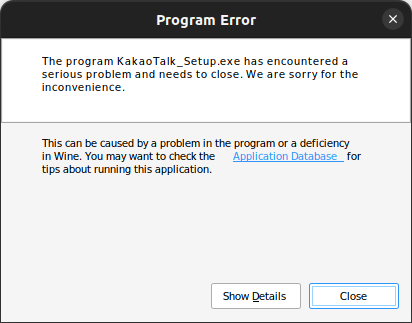 Program Error
The program KakaoTalk_Setup.exe has encountered a
serious problem and needs to close. We are sorry for the
inconvenience.
This can be caused by a problem in the program or a deficiency
in Wine. You may want to check the Application Database for
tips about running this application.
Show Details
Close